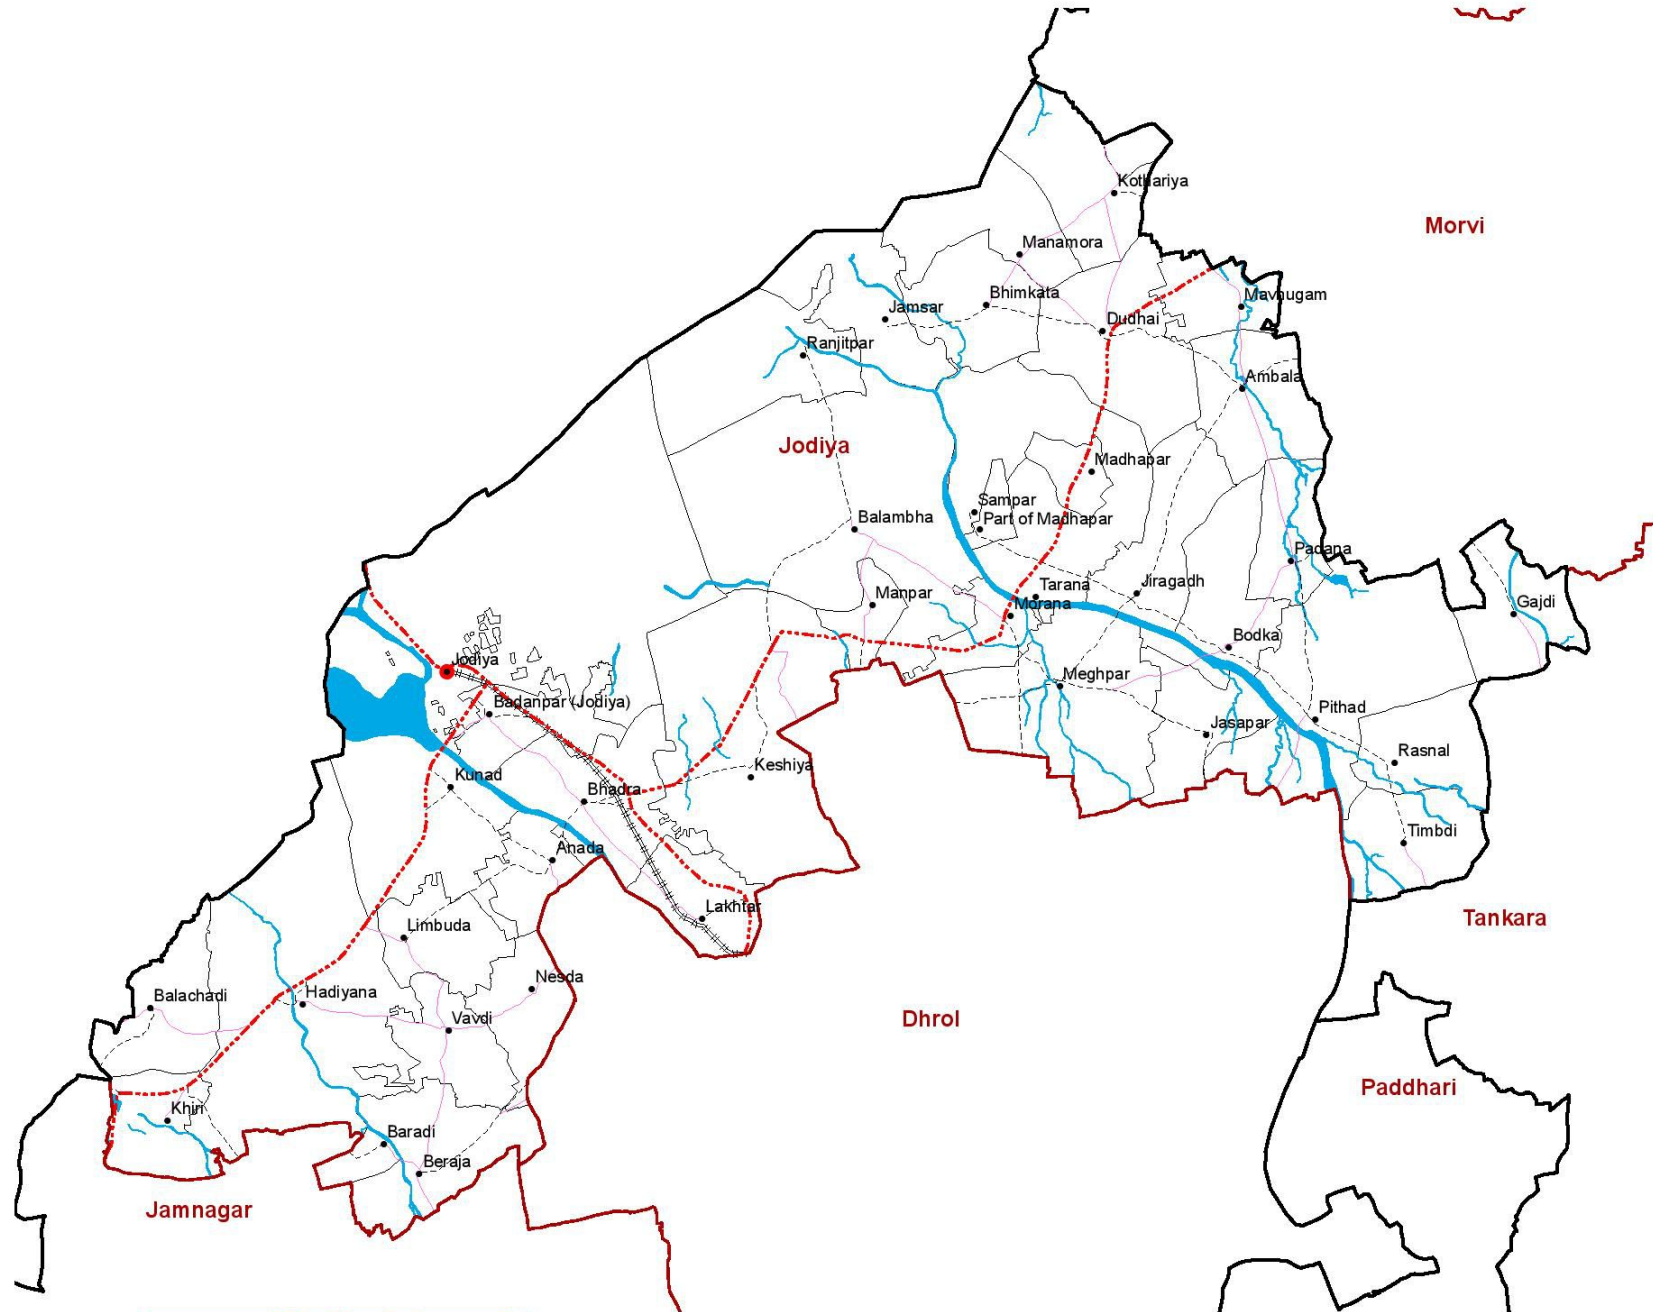 Kothariya
Morvi
Manamora
Bhimkata
Mavnugam
Jamsar
Dudhai
Ranjitpar
Ambala
Jodiya
Madhapar
Sampar
Balambha
Part of Madhapar
Padana
Tarana
Jiragadh
Manpar
Morana
Gajdi
Bodka
Jodiya
Meghpar
Badanpar (Jodiya)
Pithad
Jasapar
Rasnal
Keshiya
Kunad
Bhadra
Timbdi
Anada
Lakhtar
Tankara
Limbuda
Nesda
Balachadi
Hadiyana
Vavdi
Dhrol
Paddhari
Khiri
Baradi
Beraja
Jamnagar